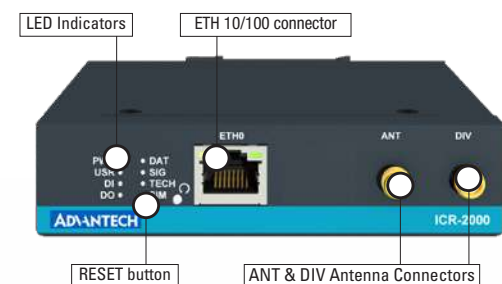 LED Indicators
ETH 10/100 connector
ETH0
ANT
DIV
DAT
USR
SIG
DI
TECH
DO
ADVANTECH
ICR-2000
RESET button
ANT & DIV Antenna Connectors